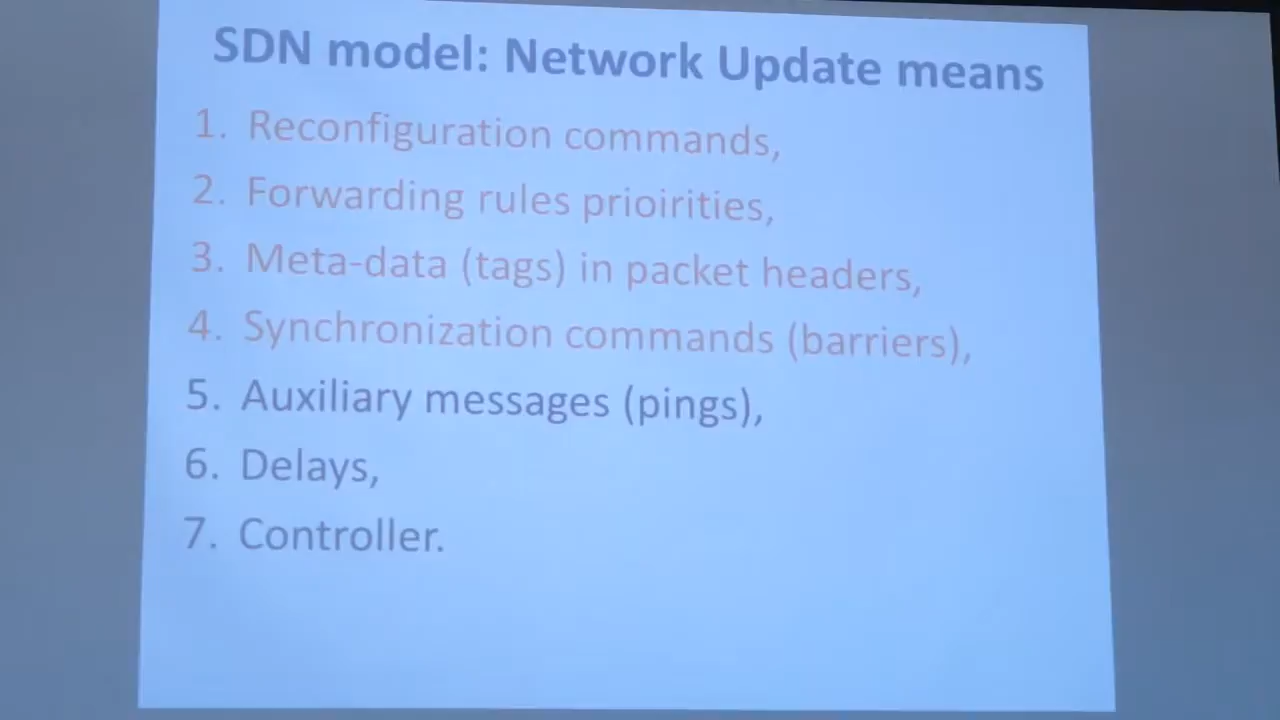 SDN model: Network Update means
1. Reconfiguration commands,
2. Forwarding rules prioirities,
3. Meta-data (tags) in packet headers,
4. Synchronization commands (barriers),
5. Auxiliary messages (pings),
6. Delays,
7. Controller.